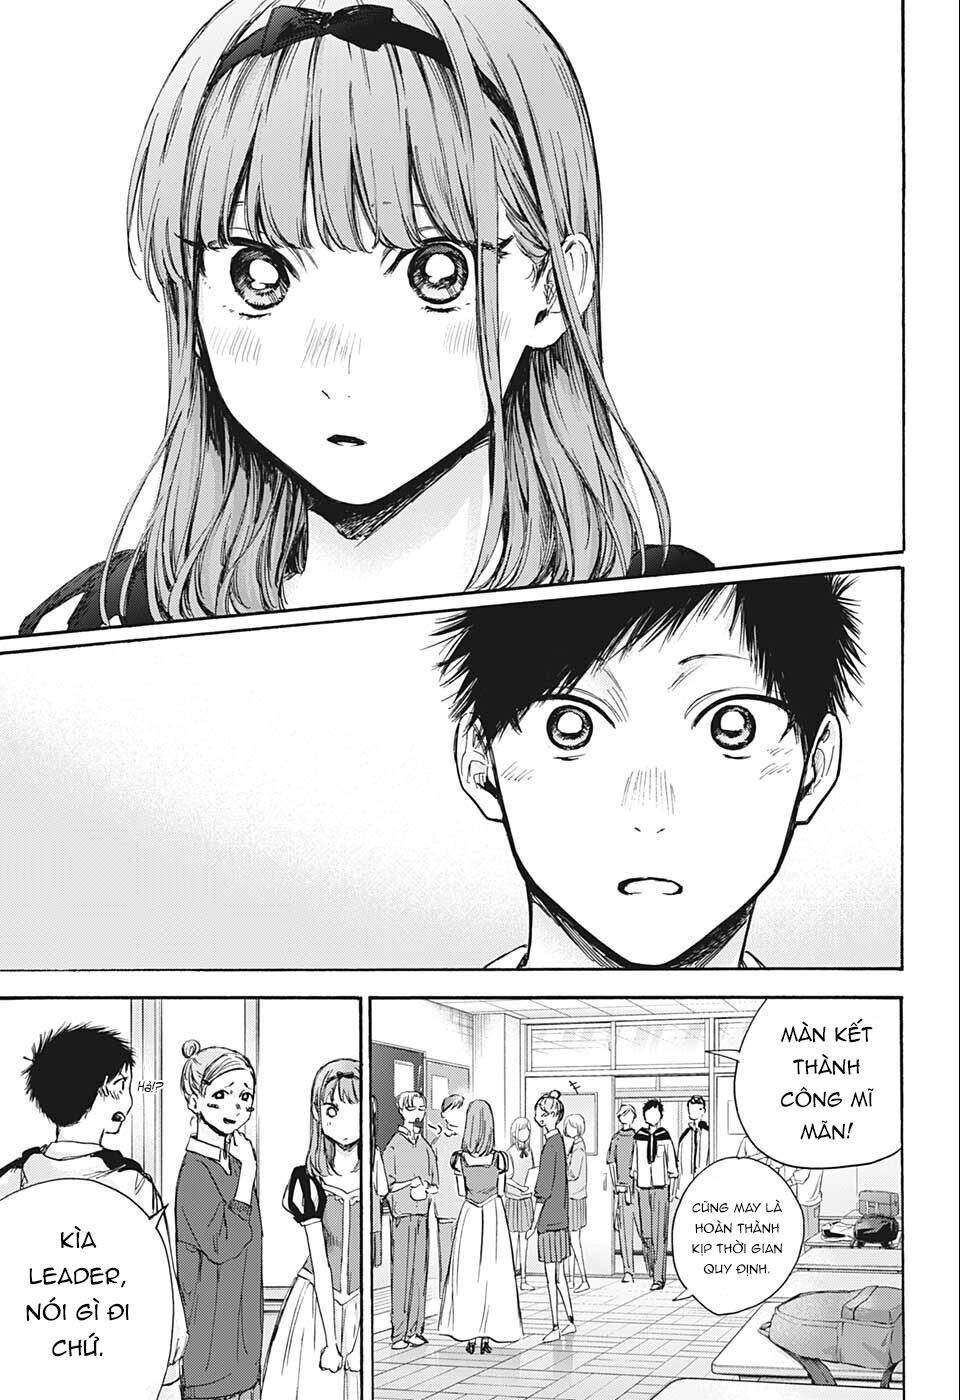 MÀN KẾT
THÀNH
CÔNG MĨ
MÃN!
CŨNG MAY LÀ
HOÀN THÀNH
KỊP THỜI GIAN
QUY ĐỊNH.
Hả!?
KÌA
LEADER,
NÓI GÌ ĐI
CHỨ.